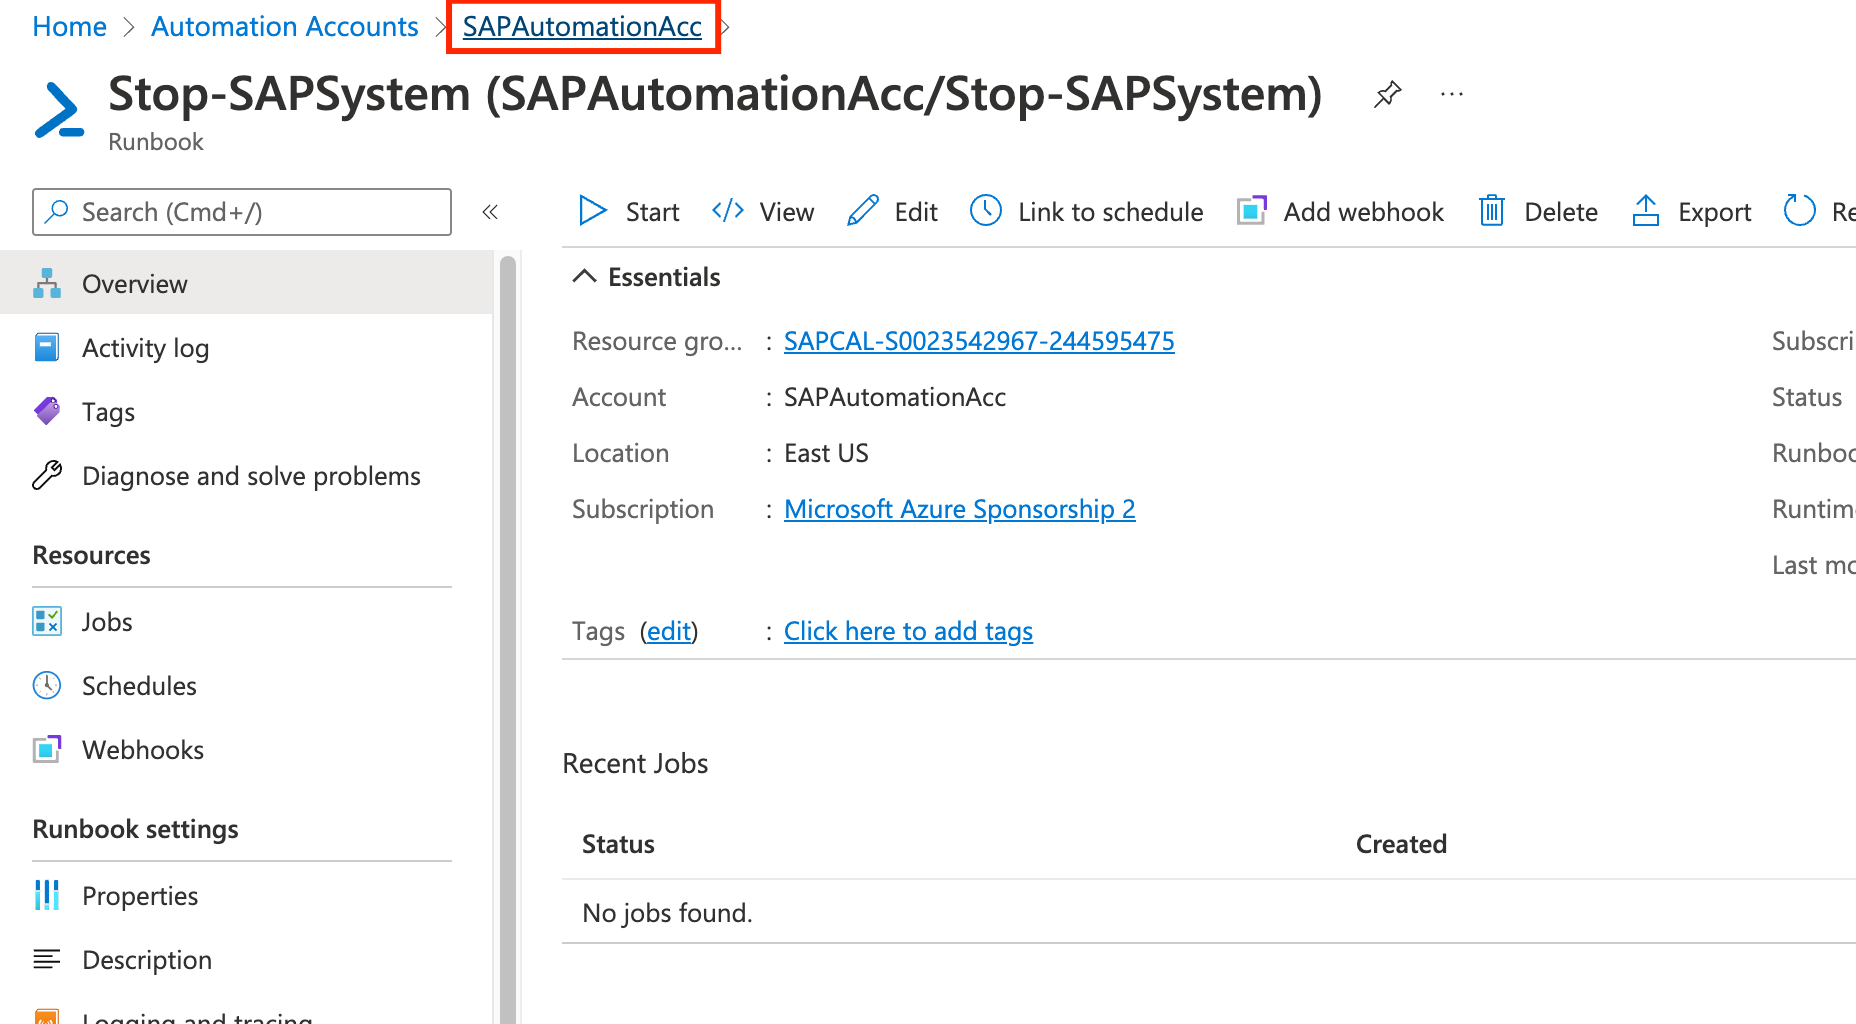 Home > Automation Accounts > SAPAutomationAcc >
Stop-SAPSystem (SAPAutomationAcc/Stop-SAPSystem) ...
Runbook
Search (Cmd+/) «
Start </> View Edit Link to schedule Add webhook Delete Export Re
Overview
Activity log
Tags
Diagnose and solve problems
Resources
Jobs
Schedules
Webhooks
Runbook settings
Properties
Description
Logging and tracing
Essentials
Resource gro... : SAPCAL-S0023542967-244595475 Subscri
Account : SAPAutomationAcc Status
Location : East US Runboo
Subscription : Microsoft Azure Sponsorship 2 Runtim
Last mo
Tags (edit) : Click here to add tags
Recent Jobs
Status Created
No jobs found.